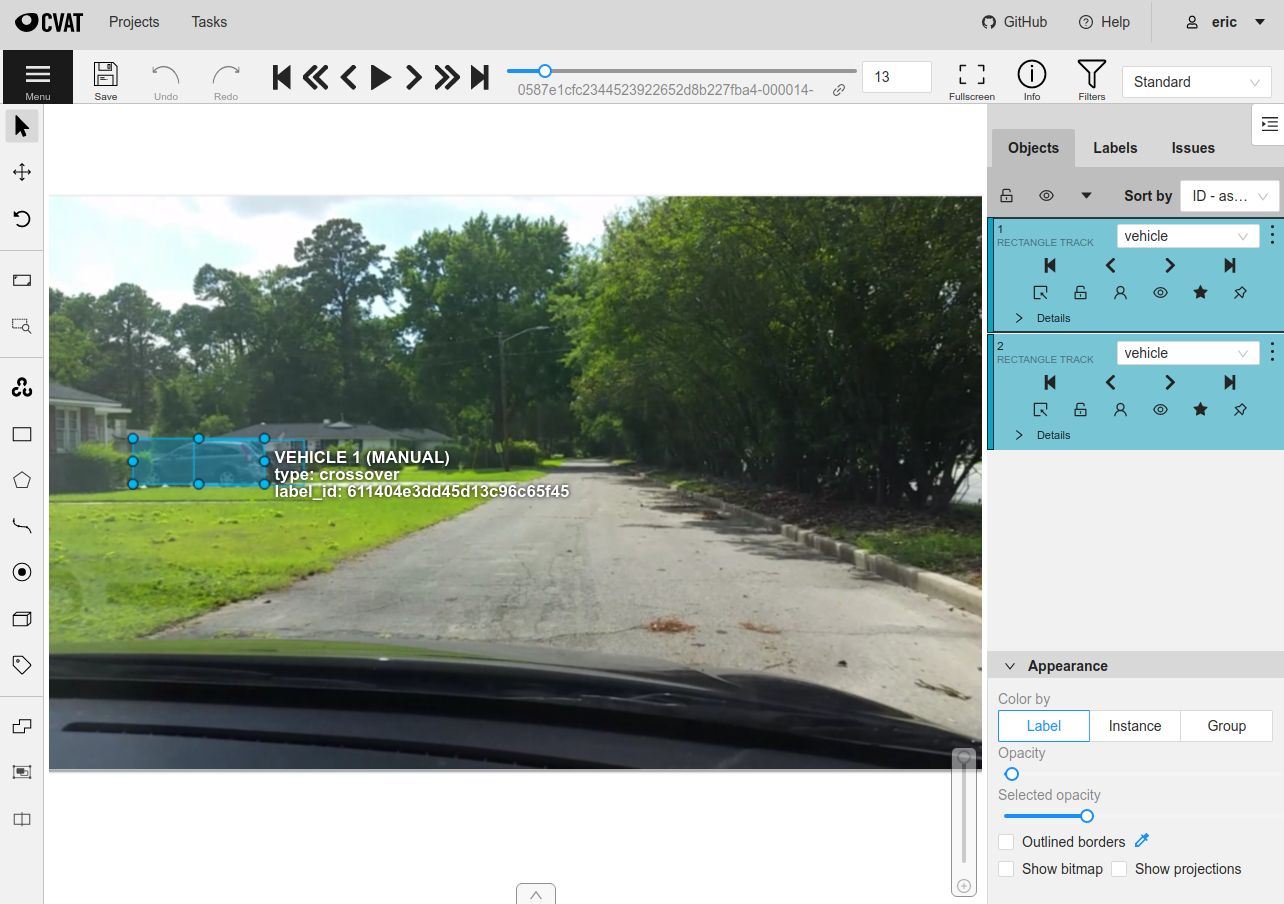 CVAT Projects Tasks GitHub Help eric
Menu Save Undo Redo 13 Fullscreen Info Filters Standard
0587e1cfc2344523922652d8b227fba4-000014-
Objects Labels Issues
Sort by ID - as...
1
RECTANGLE TRACK vehicle
Details
2
RECTANGLE TRACK vehicle
Details
VEHICLE 1 (MANUAL)
type: crossover
label_id: 611404e3dd45d13c96c65f45
Appearance
Color by
Label Instance Group
Opacity
Selected opacity
Outlined borders
Show bitmap Show projections